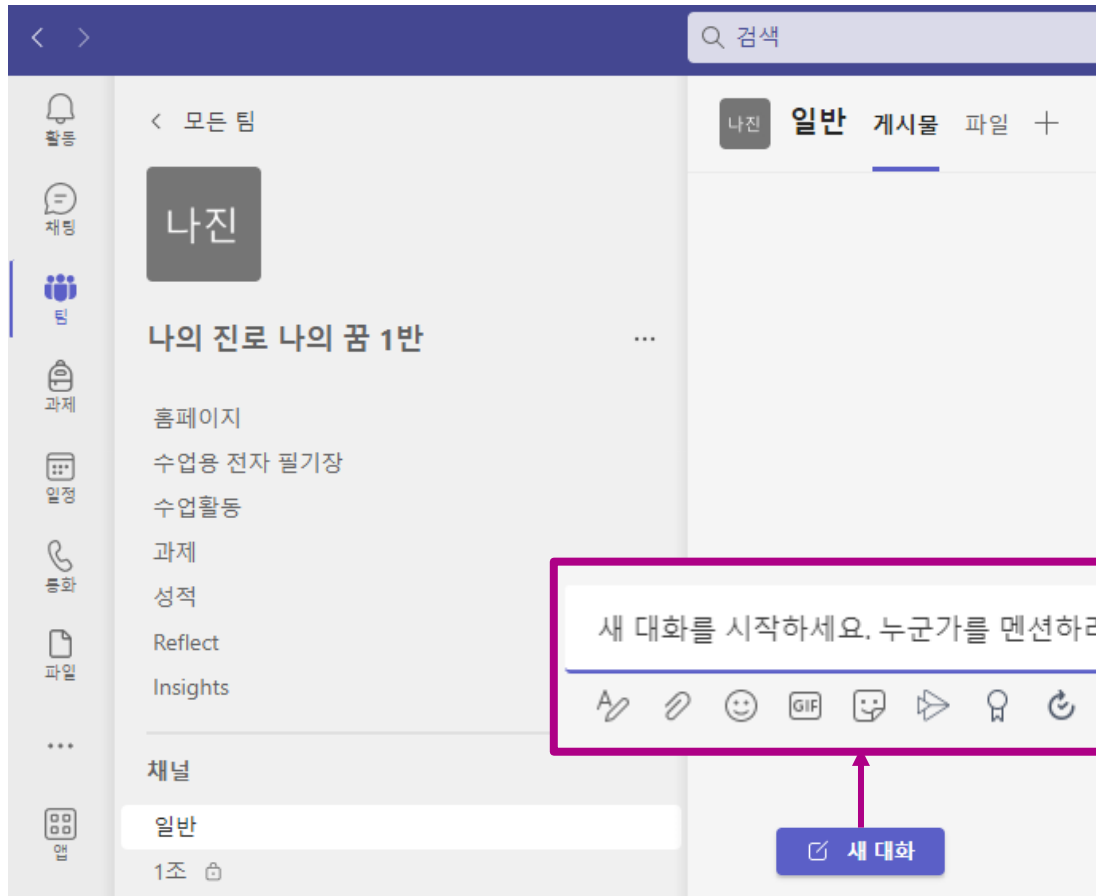 검색
활동
채팅
팀
과제
일정
통화
파일
앱
모든 팀
나진
나의 진로 나의 꿈 1반
...
홈페이지
수업용 전자 필기장
수업활동
과제
성적
Reflect
Insights
채널
일반
1조
나진 일반 게시물 파일
새 대화를 시작하세요. 누군가를 멘션하려
GIF
새 대화